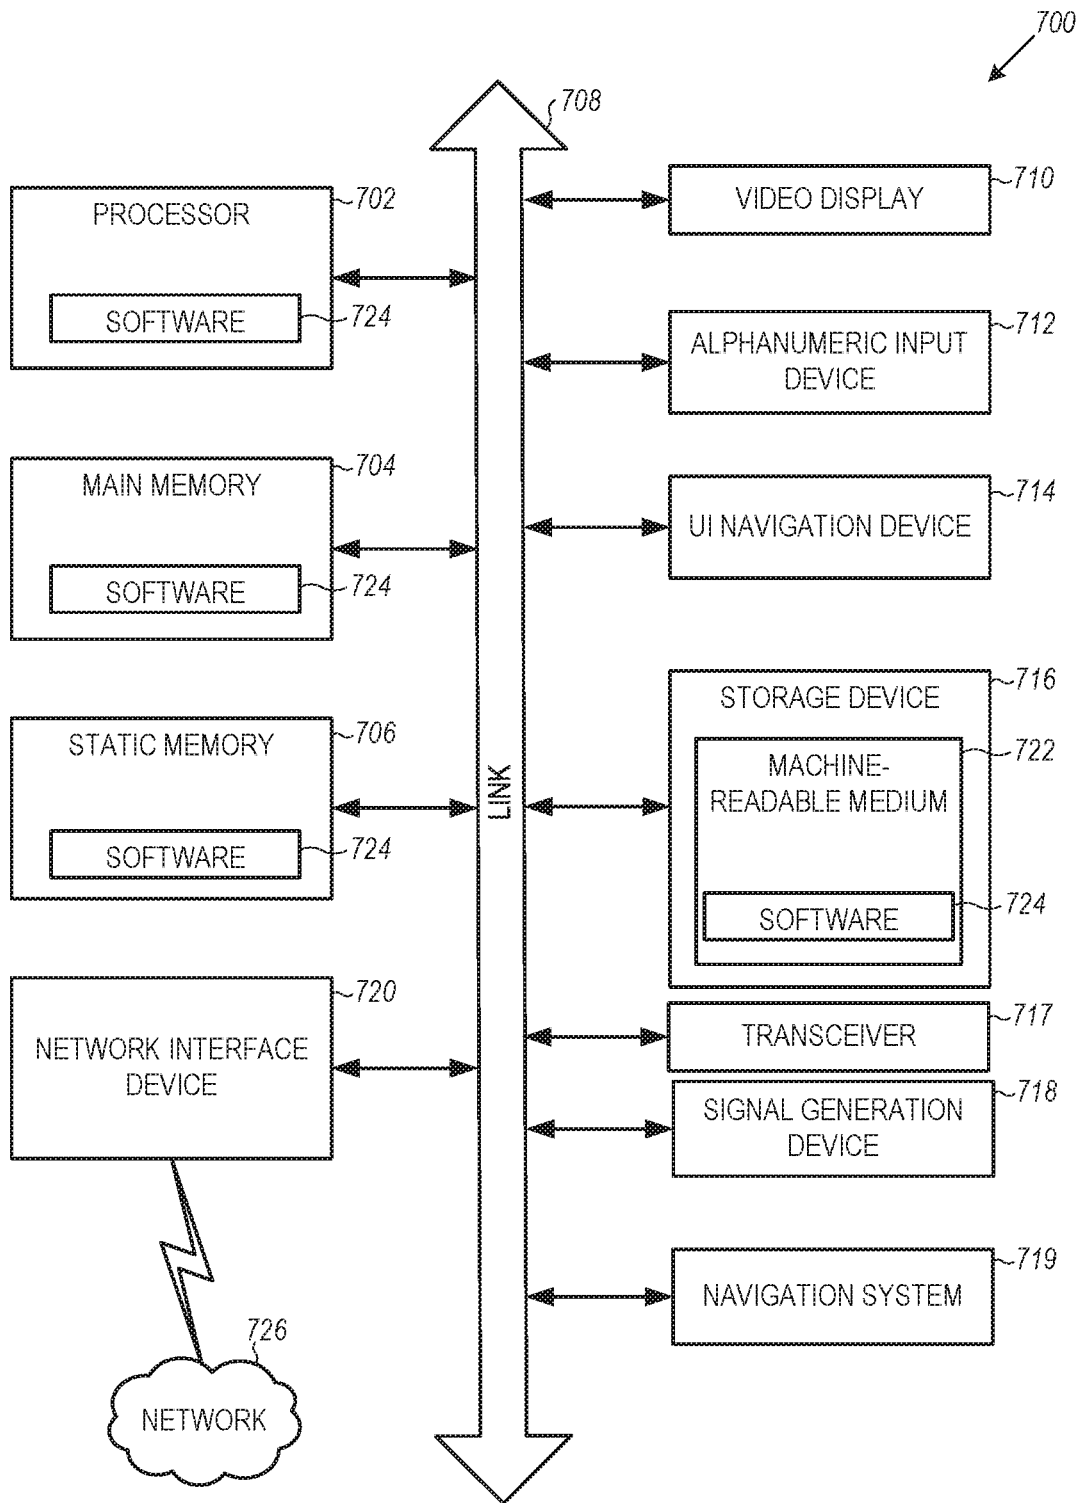 700
708
702
PROCESSOR
724
SOFTWARE
704
MAIN MEMORY
724
SOFTWARE
706
STATIC MEMORY
724
SOFTWARE
720
NETWORK INTERFACE
DEVICE
726
NETWORK
LINK
710
VIDEO DISPLAY
712
ALPHANUMERIC INPUT
DEVICE
714
UI NAVIGATION DEVICE
716
STORAGE DEVICE
722
MACHINE-
READABLE MEDIUM
724
SOFTWARE
717
TRANSCEIVER
718
SIGNAL GENERATION
DEVICE
719
NAVIGATION SYSTEM